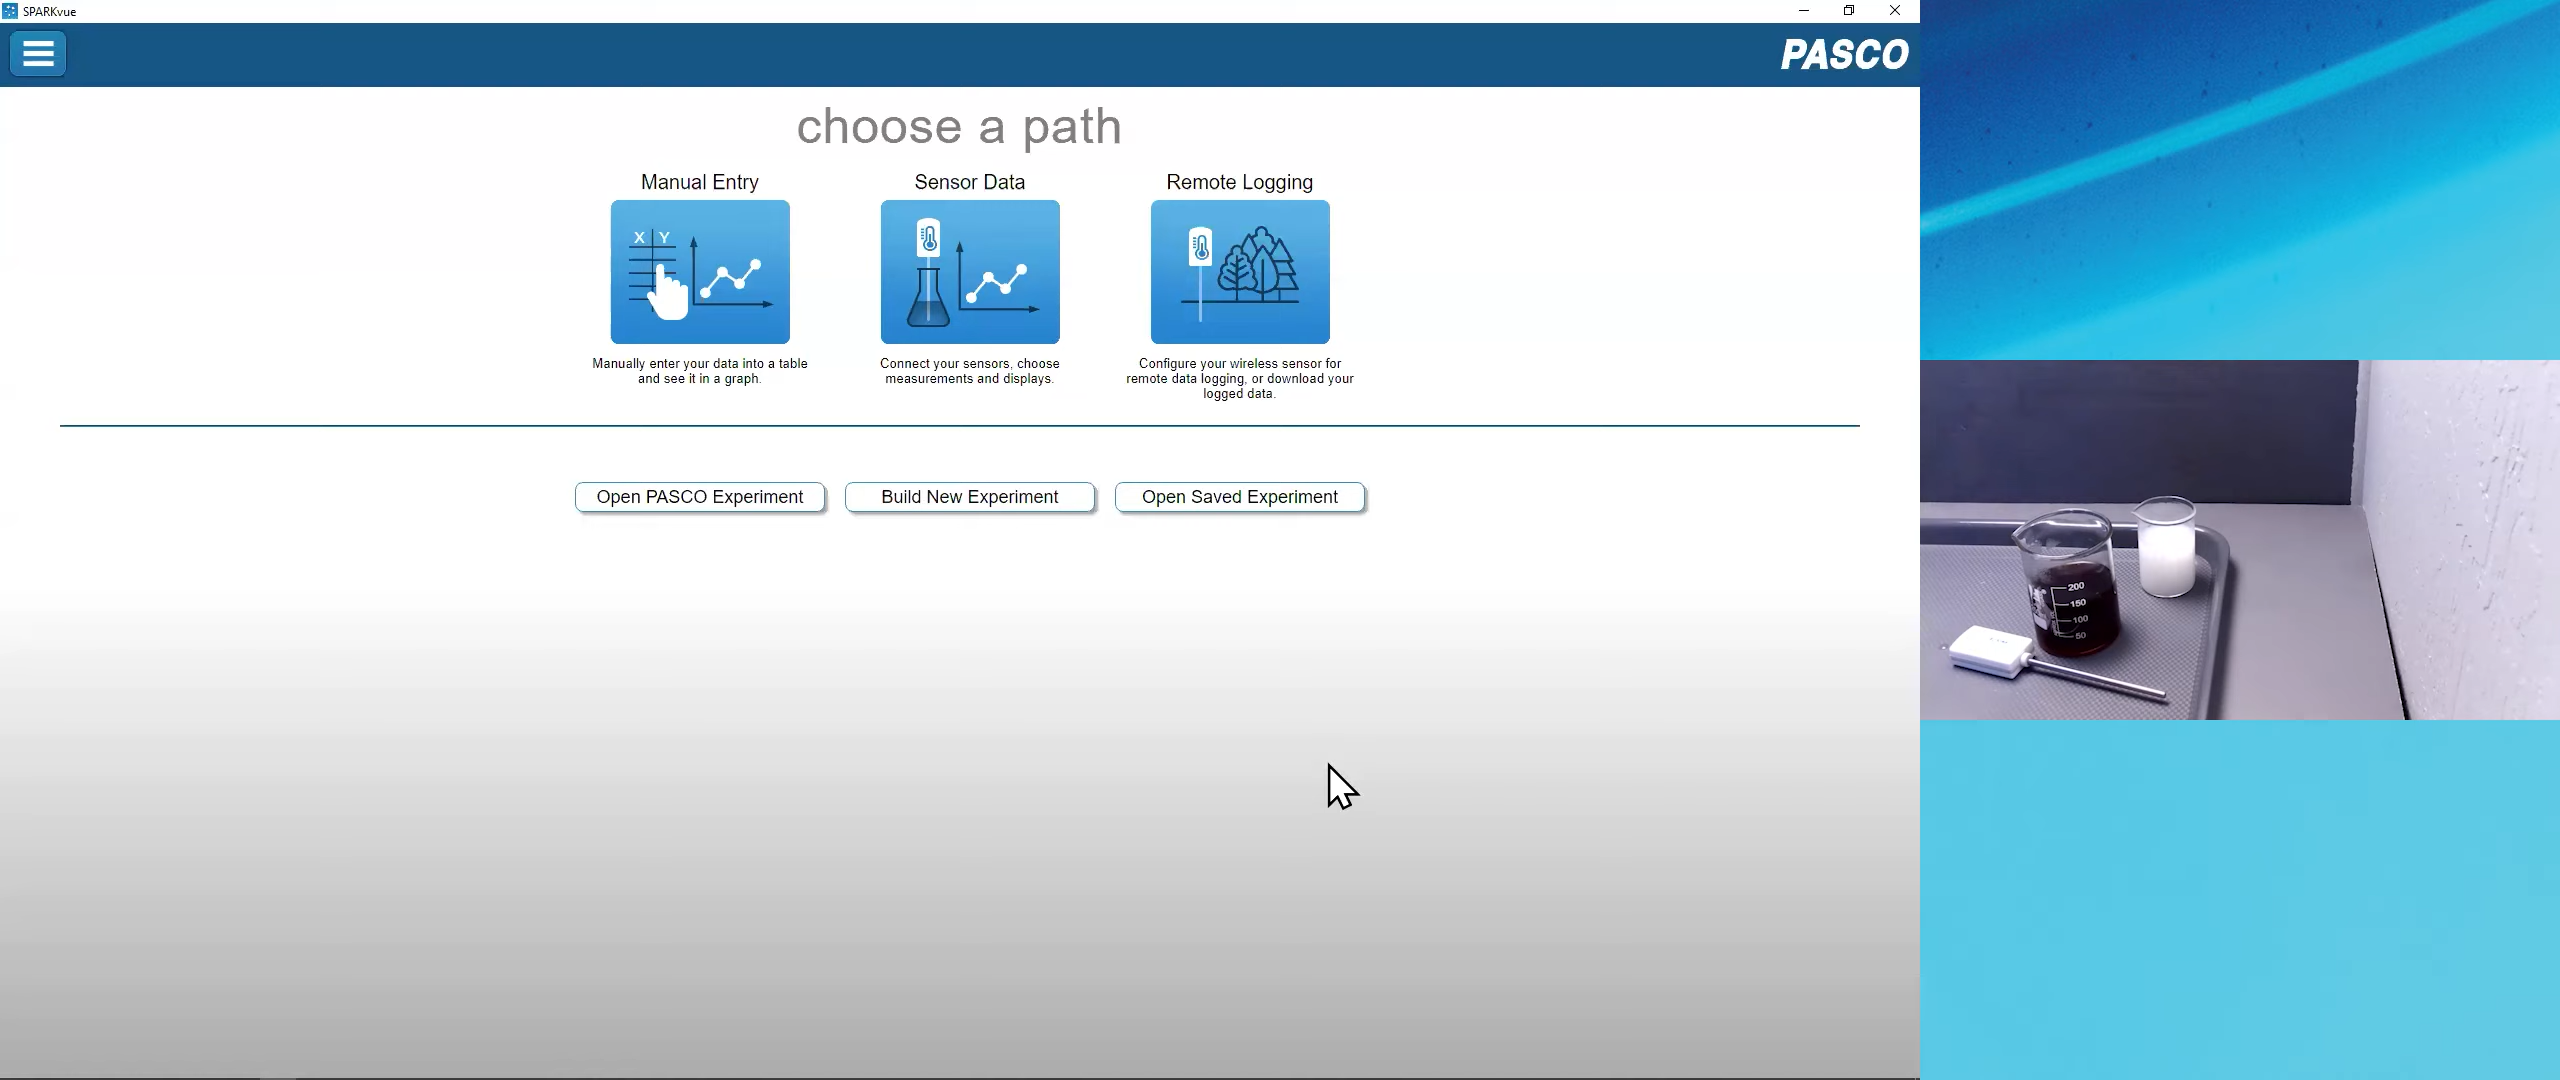 SPARKvue
PASCO
choose a path
Manual Entry
X Y
Manually enter your data into a table
and see it in a graph.
Sensor Data
Connect your sensors, choose
measurements and displays.
Remote Logging
Configure your wireless sensor for
remote data logging, or download your
logged data.
Open PASCO Experiment
Build New Experiment
Open Saved Experiment
200
150
100
50